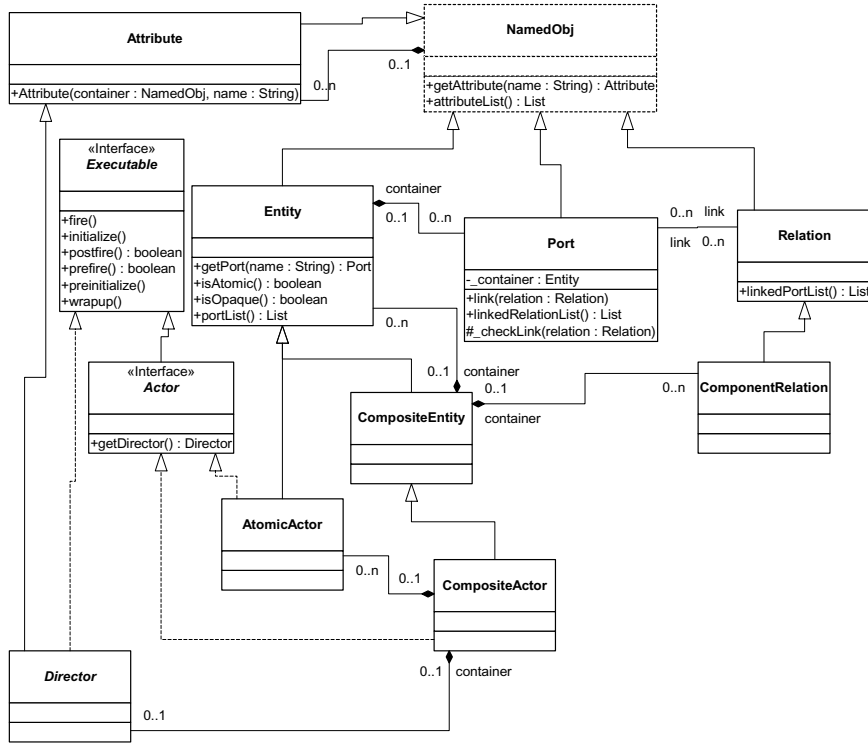 Attribute
+Attribute(container : NamedObj, name : String)
NamedObj
+getAttribute(name : String) : Attribute
+attributeList() : List
0..1
0..n
«Interface»
Executable
+fire()
+initialize()
+postfire() : boolean
+prefire() : boolean
+preinitialize()
+wrapup()
Entity
+getPort(name : String) : Port
+isAtomic() : boolean
+isOpaque() : boolean
+portList() : List
container
0..1
0..n
Port
-_container : Entity
+link(relation : Relation)
+linkedRelationList() : List
#_checkLink(relation : Relation)
0..n
link
link
0..n
Relation
+linkedPortList() : List
«Interface»
Actor
+getDirector() : Director
0..n
0..1
container
0..1
container
0..n
CompositeEntity
ComponentRelation
AtomicActor
0..n
0..1
CompositeActor
Director
0..1
0..1
container